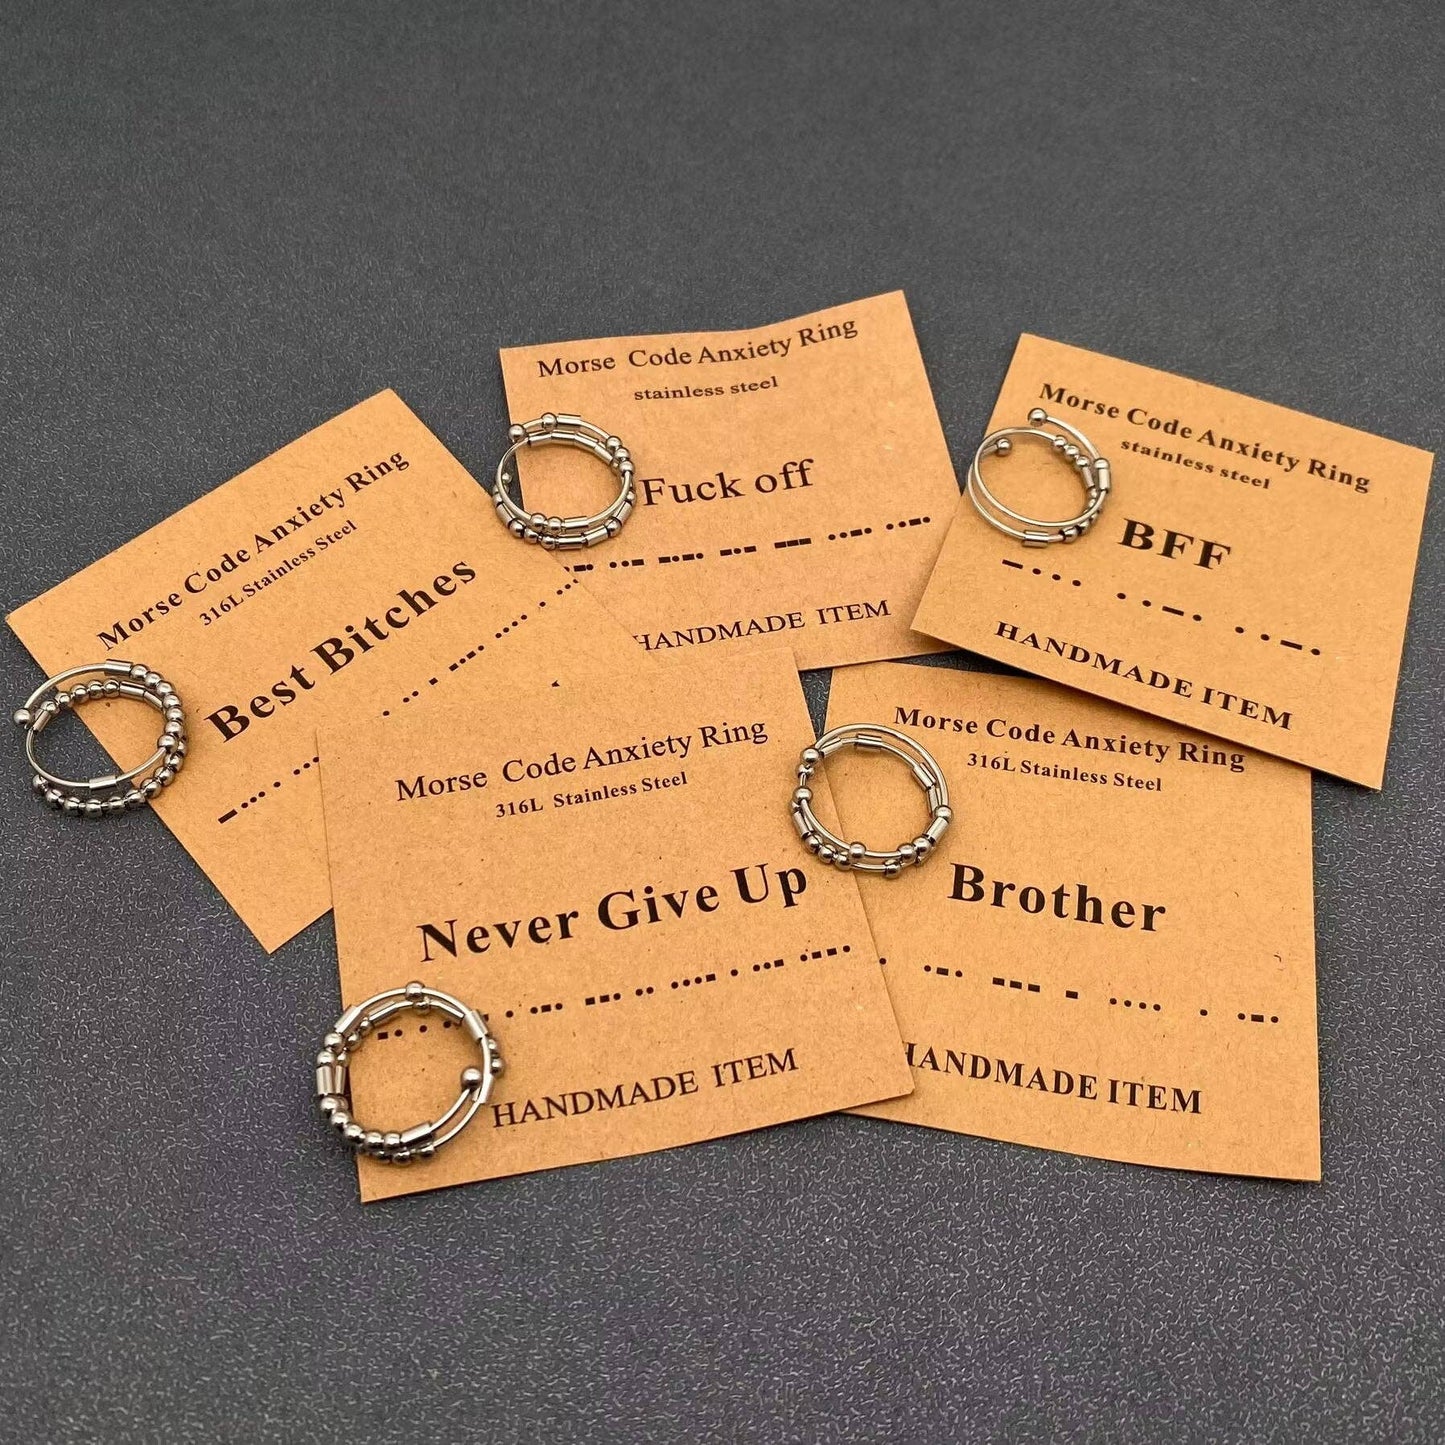 Morse Code Anxiety Ring
stainless steel
Fuck off
HANDMADE ITEM
Morse Code Anxiety Ring
stainless steel
BFF
HANDMADE ITEM
Morse Code Anxiety Ring
316L Stainless Steel
Best Bitches
Morse Code Anxiety Ring
316L Stainless Steel
Never Give Up
HANDMADE ITEM
Morse Code Anxiety Ring
316L Stainless Steel
Brother
HANDMADE ITEM